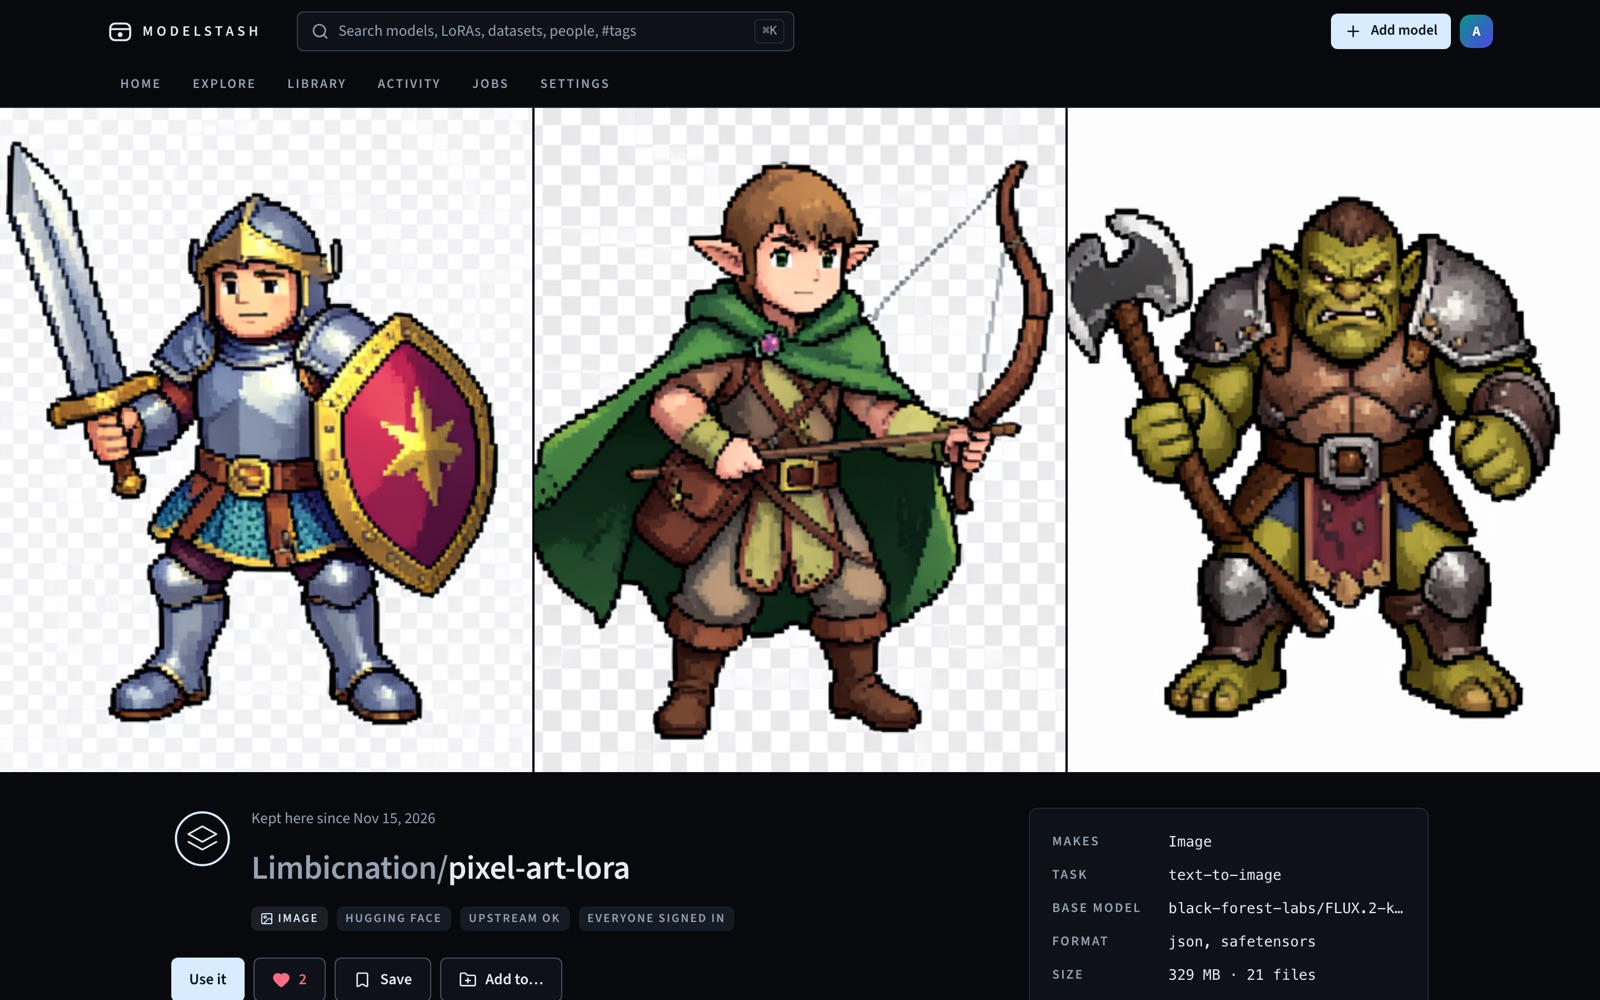 MODELSTASH
Search models, LoRAs, datasets, people, #tags
⌘K
Add model
A
HOME
EXPLORE
LIBRARY
ACTIVITY
JOBS
SETTINGS
Kept here since Nov 15, 2026
Limbicnation/pixel-art-lora
IMAGE
HUGGING FACE
UPSTREAM OK
EVERYONE SIGNED IN
Use it
2
Save
Add to…
MAKES Image
TASK text-to-image
BASE MODEL black-forest-labs/FLUX.2-k…
FORMAT json, safetensors
SIZE 329 MB · 21 files